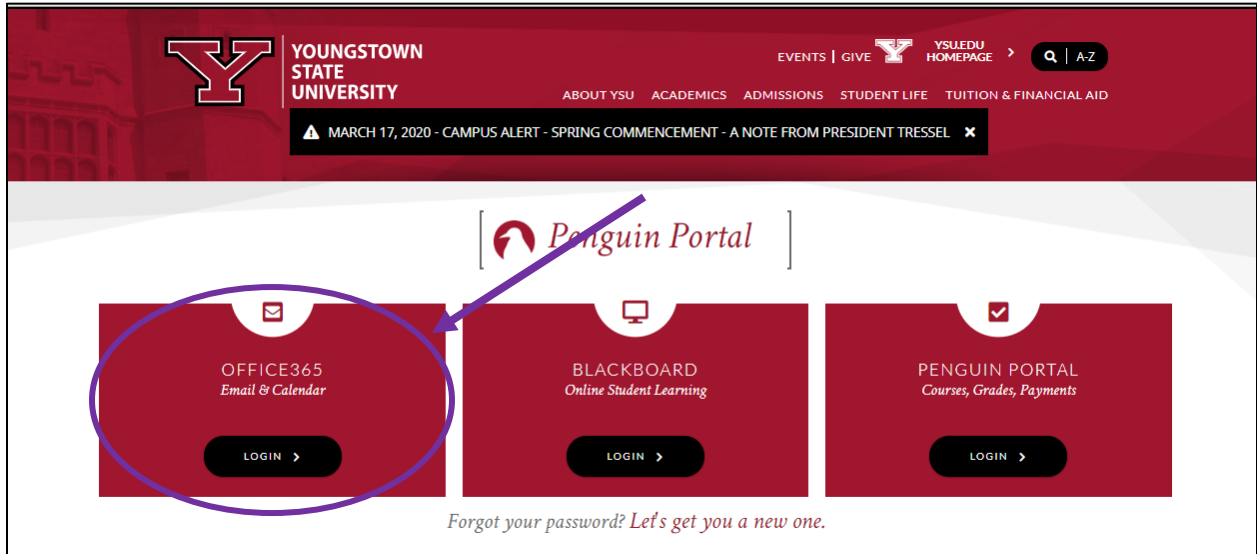 YOUNGSTOWN
STATE
UNIVERSITY
EVENTS | GIVE
YSU.EDU
HOMEPAGE
A-Z
ABOUT YSU ACADEMICS ADMISSIONS STUDENT LIFE TUITION & FINANCIAL AID
MARCH 17, 2020 - CAMPUS ALERT - SPRING COMMENCEMENT - A NOTE FROM PRESIDENT TRESSEL ×
Penguin Portal
OFFICE365
Email & Calendar
LOGIN >
BLACKBOARD
Online Student Learning
LOGIN >
PENGUIN PORTAL
Courses, Grades, Payments
LOGIN >
Forgot your password? Let's get you a new one.